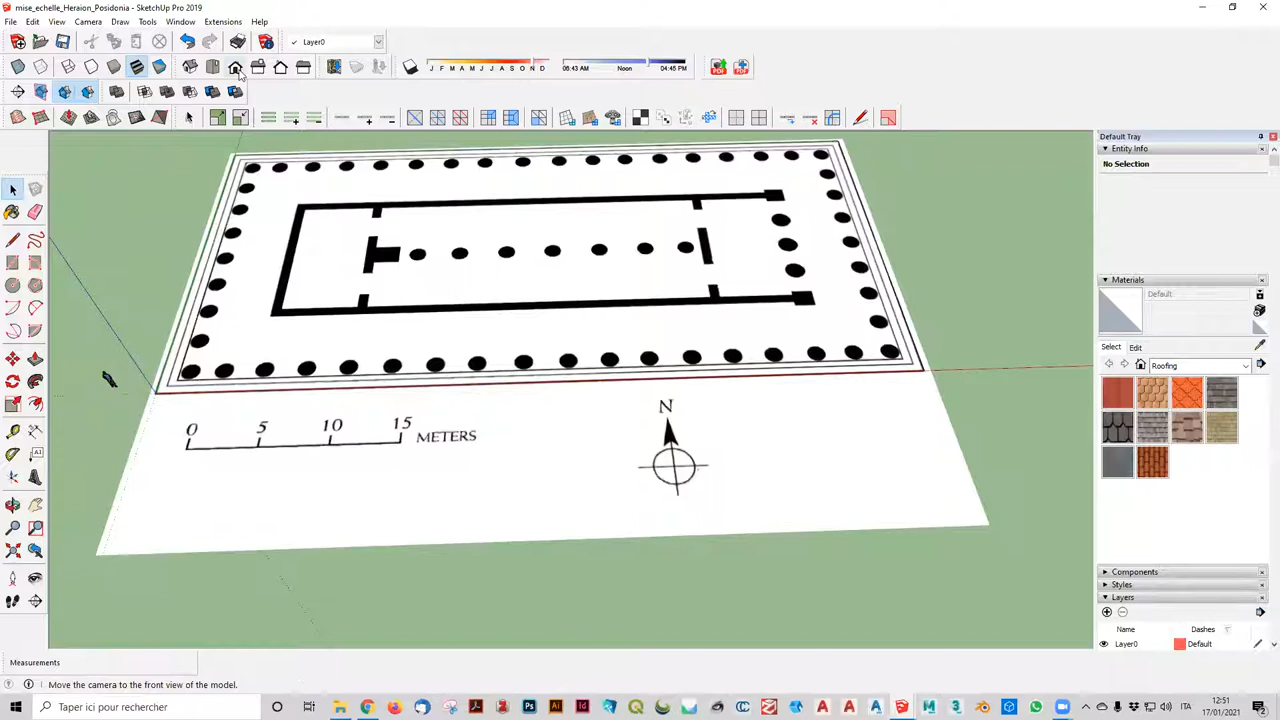 mise_echelle_Heraion_Posidonia - SketchUp Pro 2019
File Edit View Camera Draw Tools Window Extensions Help
Layer0
J F M A M J J A S O N D 06:43 AM Noon 04:45 PM
PDF PDF
Default Tray
Entity Info
No Selection
Materials
Default
Select Edit
Roofing
N
0 5 10 15 METERS
Components
Styles
Layers
Name Dashes
Layer0 Default
Measurements
Move the camera to the front view of the model.
Taper ici pour rechercher
12:51
17/01/2021